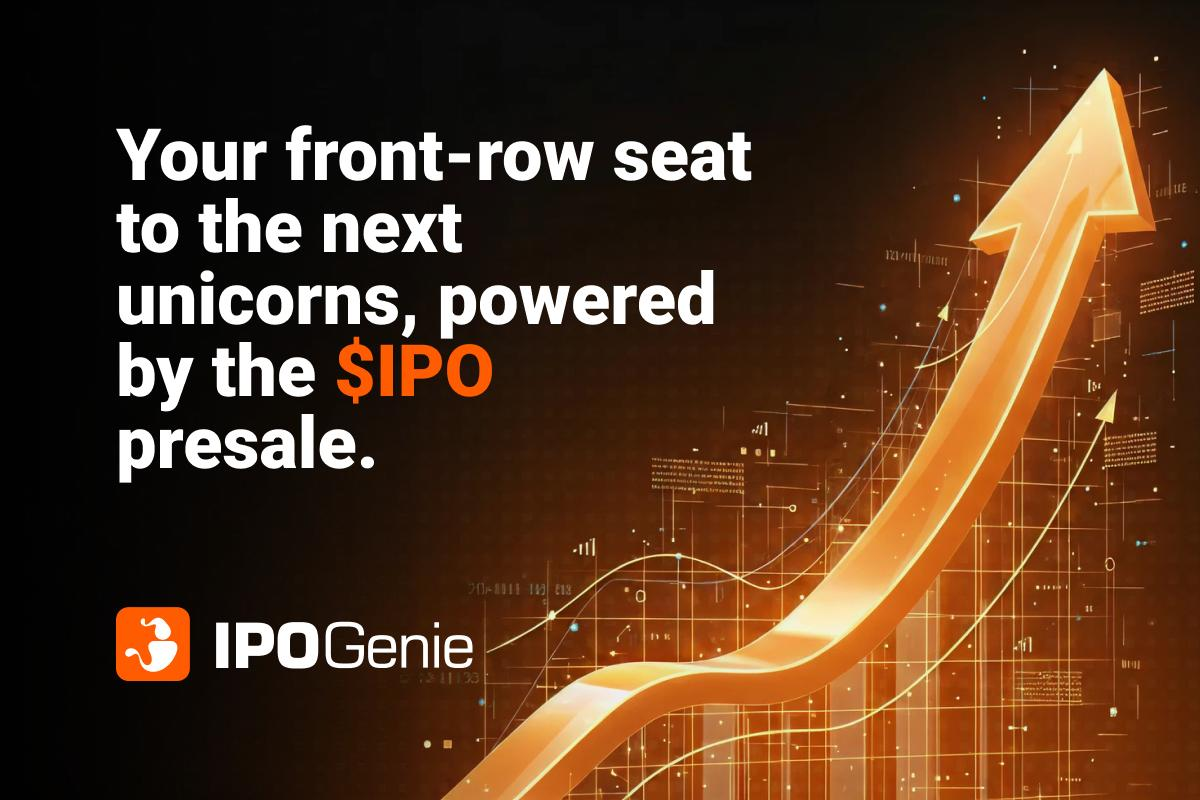 Your front-row seat
to the next
unicorns, powered
by the $IPO
presale.
IPOGenie